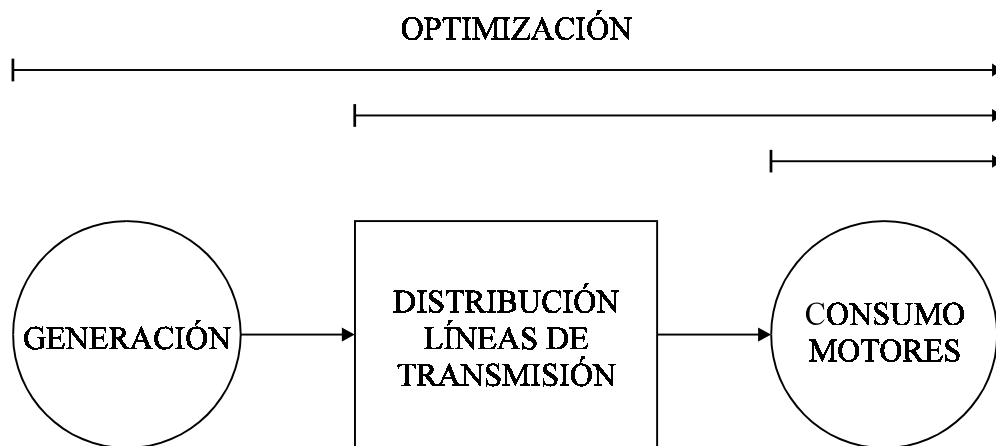 OPTIMIZACIÓN
GENERACIÓN
DISTRIBUCIÓN
LÍNEAS DE
TRANSMISIÓN
CONSUMO
MOTORES